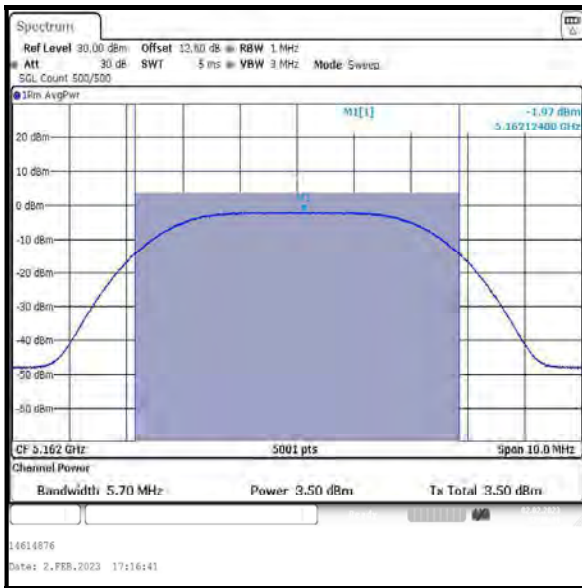 Spectrum
Ref Level 30.00 dBm Offset 12.60 dB RBW 1 MHz
Att 30 dB SWT 5 ms VBW 3 MHz Mode Sweep
SGL Count 500/500
1Rm AvgPwr
M1[1] -1.97 dBm
5.16212400 GHz
20 dBm
10 dBm
M1
0 dBm
-10 dBm
-20 dBm
-30 dBm
-40 dBm
-50 dBm
-60 dBm
CF 5.162 GHz 5001 pts Span 10.0 MHz
Channel Power
Bandwidth 5.70 MHz Power 3.50 dBm Tx Total 3.50 dBm
14614876
Date: 2.FEB.2023 17:16:41